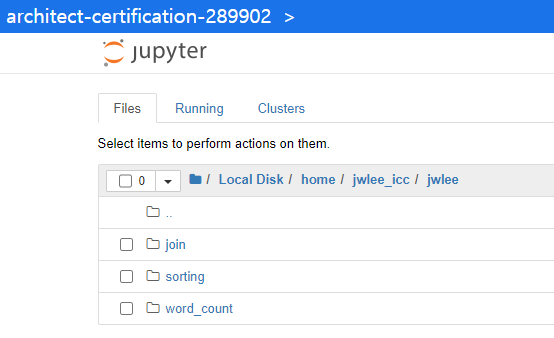 architect-certification-289902 >
jupyter
Files Running Clusters
Select items to perform actions on them.
0 / Local Disk / home / jwlee_icc / jwlee
..
join
sorting
word_count